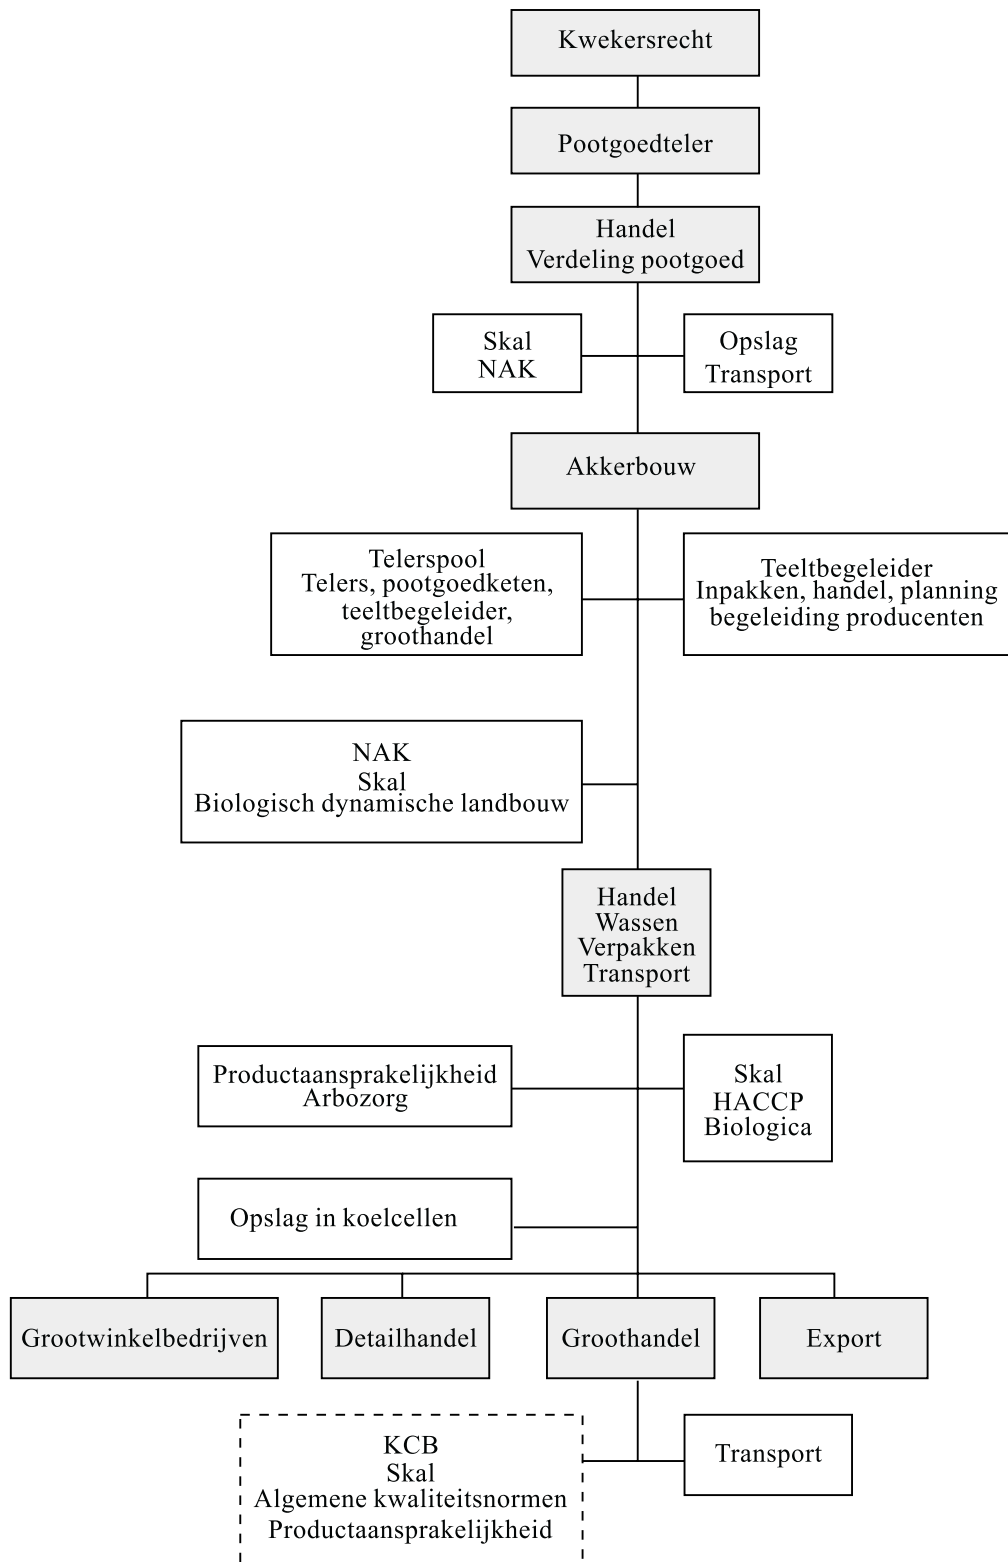 Kwekersrecht
Pootgoedteler
Handel
Verdeling pootgoed
Skal
NAK
Opslag
Transport
Akkerbouw
Telerspool
Telers, pootgoedketen,
teeltbegeleider,
groothandel
Teeltbegeleider
Inpakken, handel, planning
begeleiding producenten
NAK
Skal
Biologisch dynamische landbouw
Handel
Wassen
Verpakken
Transport
Productaansprakelijkheid
Arbozorg
Skal
HACCP
Biologica
Opslag in koelcellen
Grootwinkelbedrijven
Detailhandel
Groothandel
Export
KCB
Skal
Algemene kwaliteitsnormen
Productaansprakelijkheid
Transport